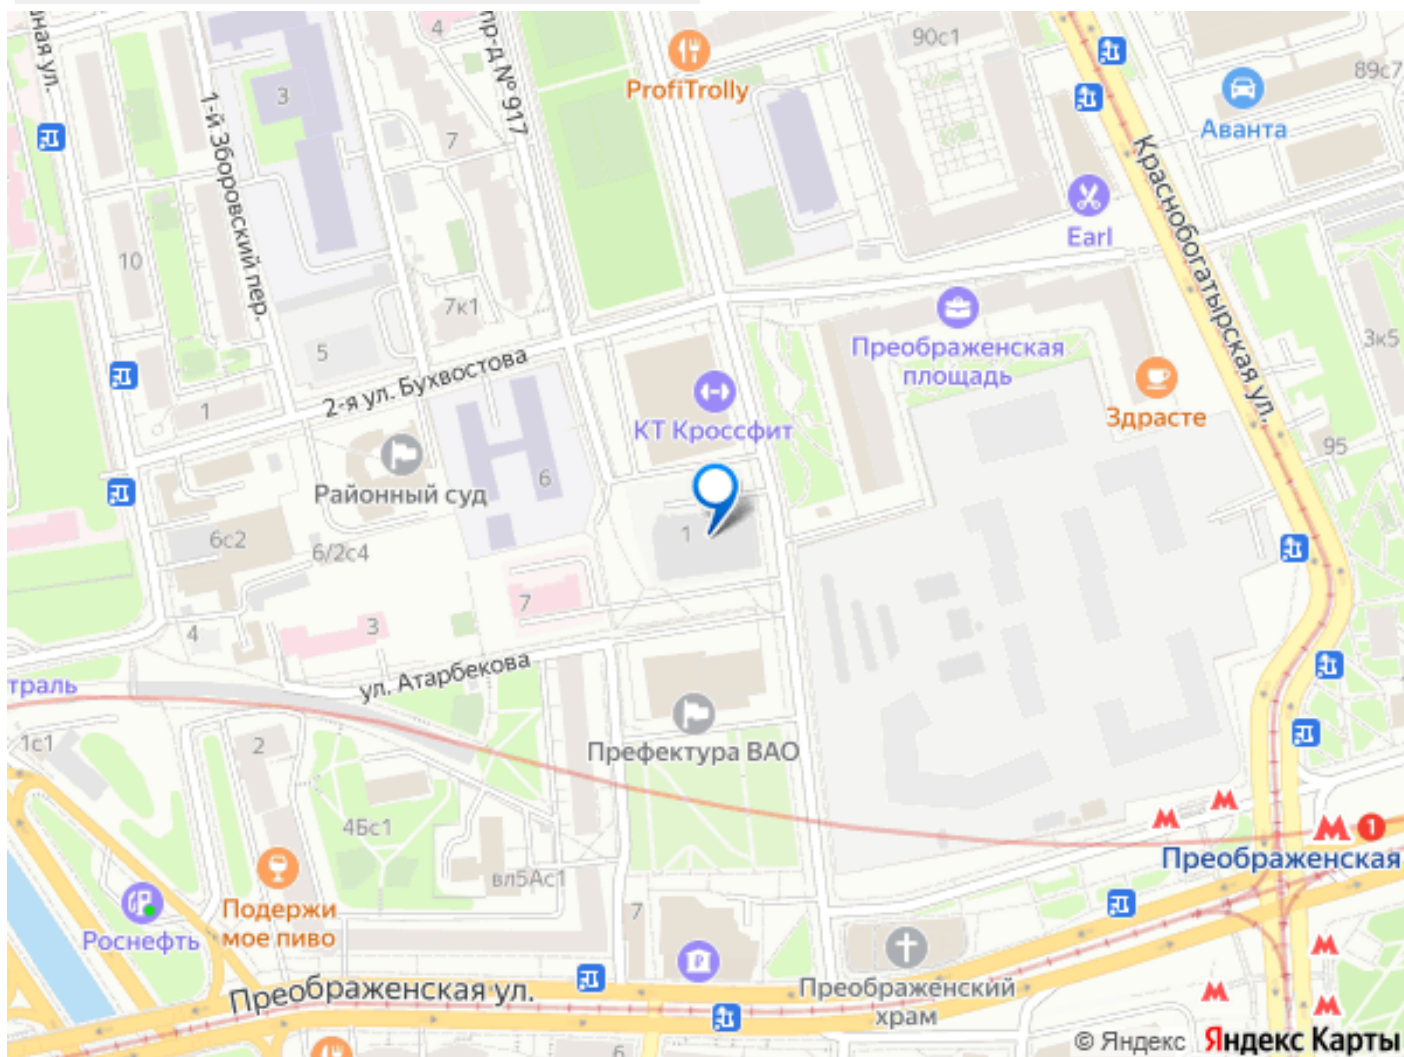 4
90с1
89с7
ProfiTrolly
Аванта
пр-д № 917
3
1-й Зборовский пер.
7
Краснобогатырская ул.
Earl
10
7к1
Преображенская
площадь
3к5
5
2-я ул. Бухвостова
1
КТ Кроссфит
Здрасте
95
Районный суд
6
6с2
6/2с4
1
7
3
4
ул. Атарбекова
траль
Префектура ВАО
1с1
2
4Бс1
1
Преображенская
вл5Ас1
Подержи
мое пиво
7
Роснефть
Преображенская ул.
Преображенский
храм
6
© Яндекс Яндекс Карты